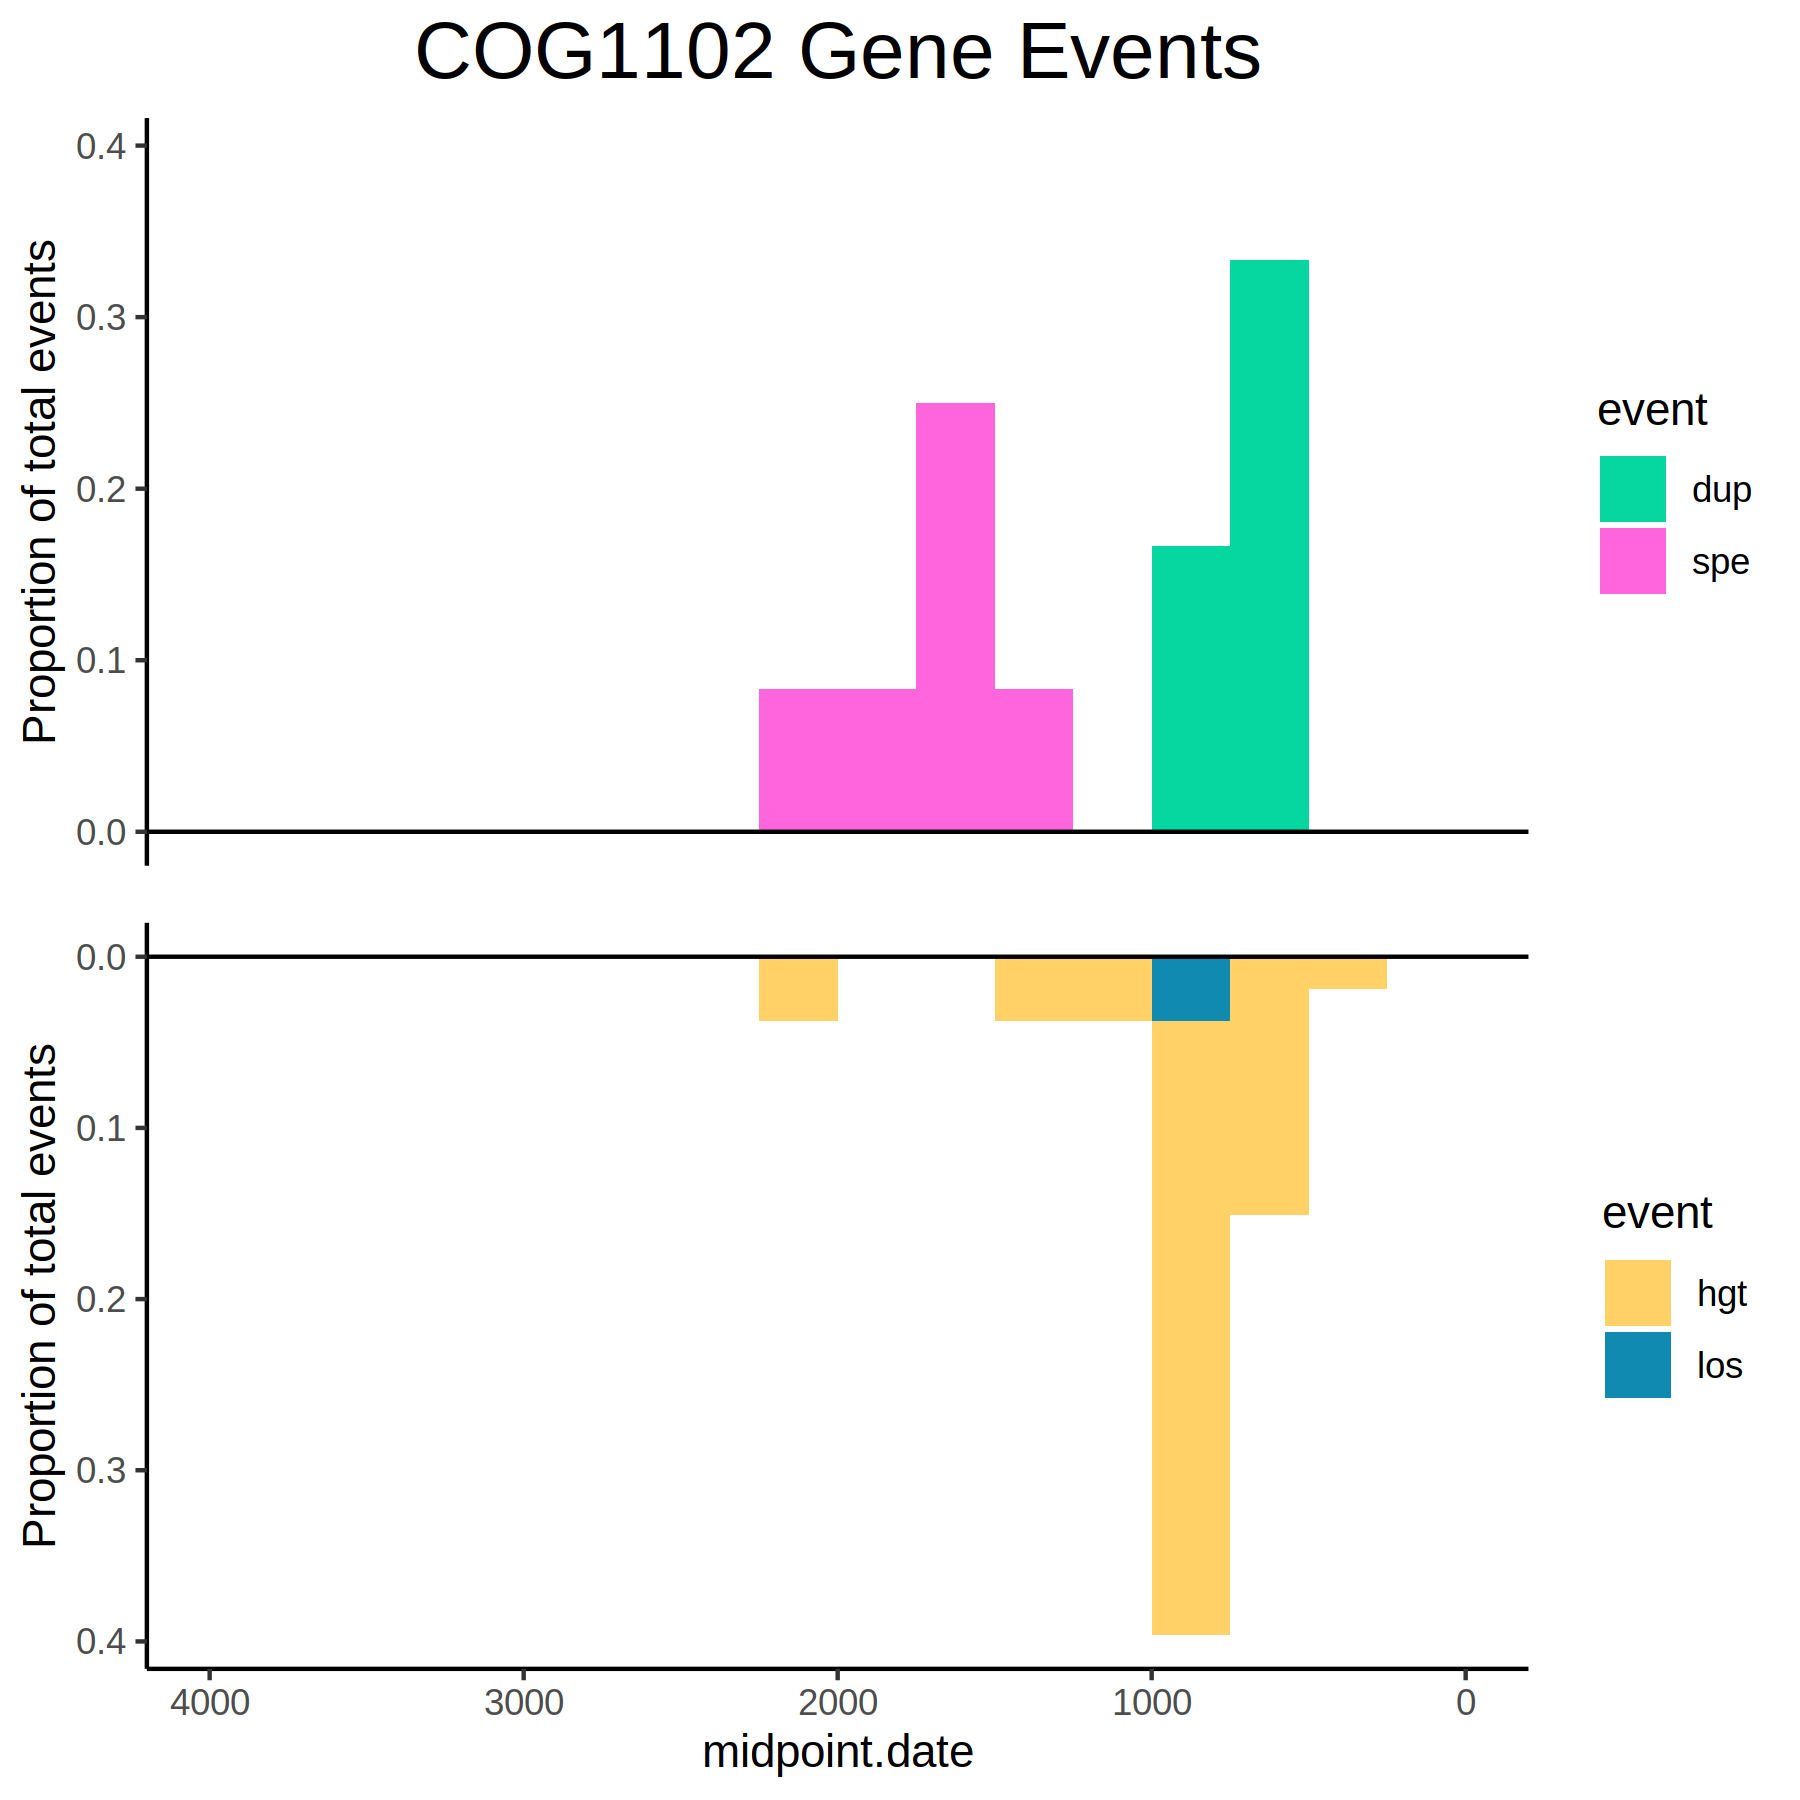 COG1102 Gene Events
Proportion of total events
0.4
0.3
0.2
0.1
0.0
event
dup
spe
Proportion of total events
0.0
0.1
0.2
0.3
0.4
event
hgt
los
4000 3000 2000 1000 0
midpoint.date